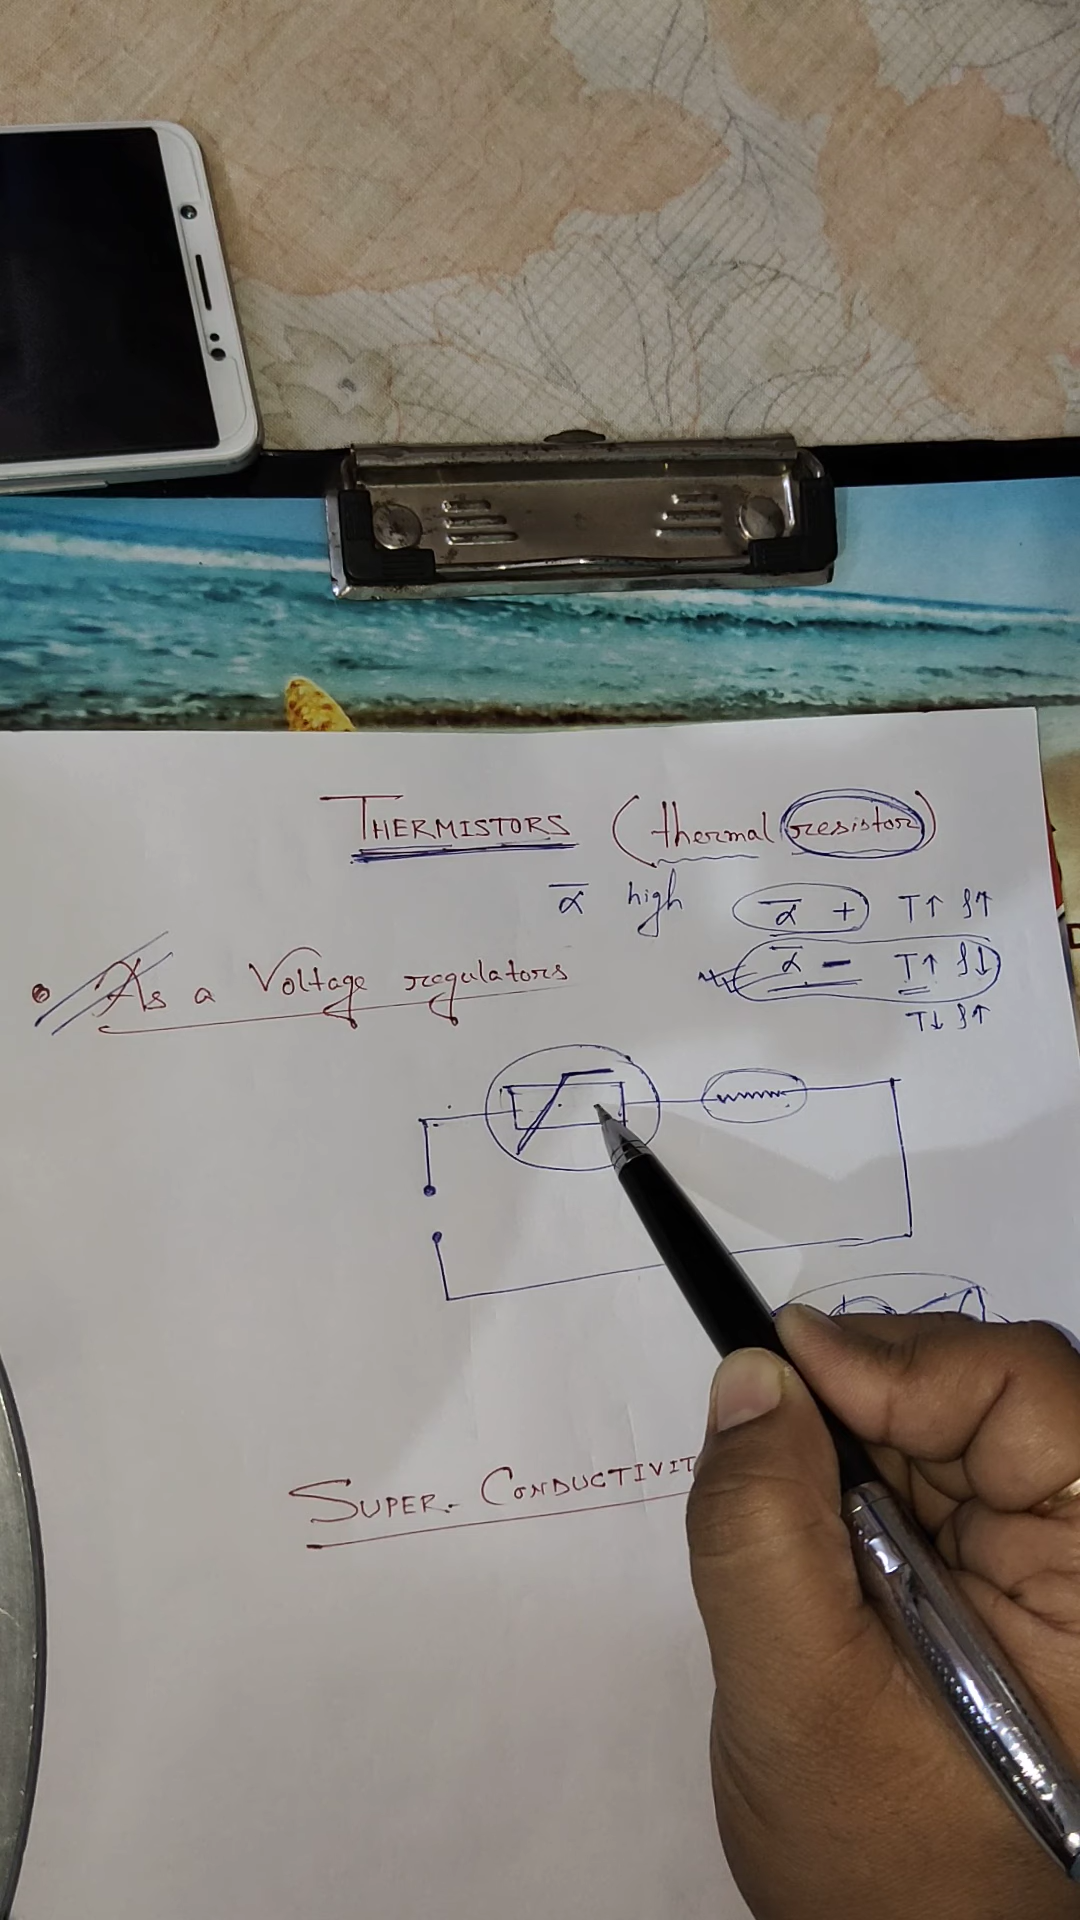 THERMISTORS (thermal resistor)
ᾱ high
ᾱ + T↑ ρ↑
ᾱ – T↑ ρ↓
T↓ ρ↑
• As a Voltage regulators
SUPER-CONDUCTIVIT